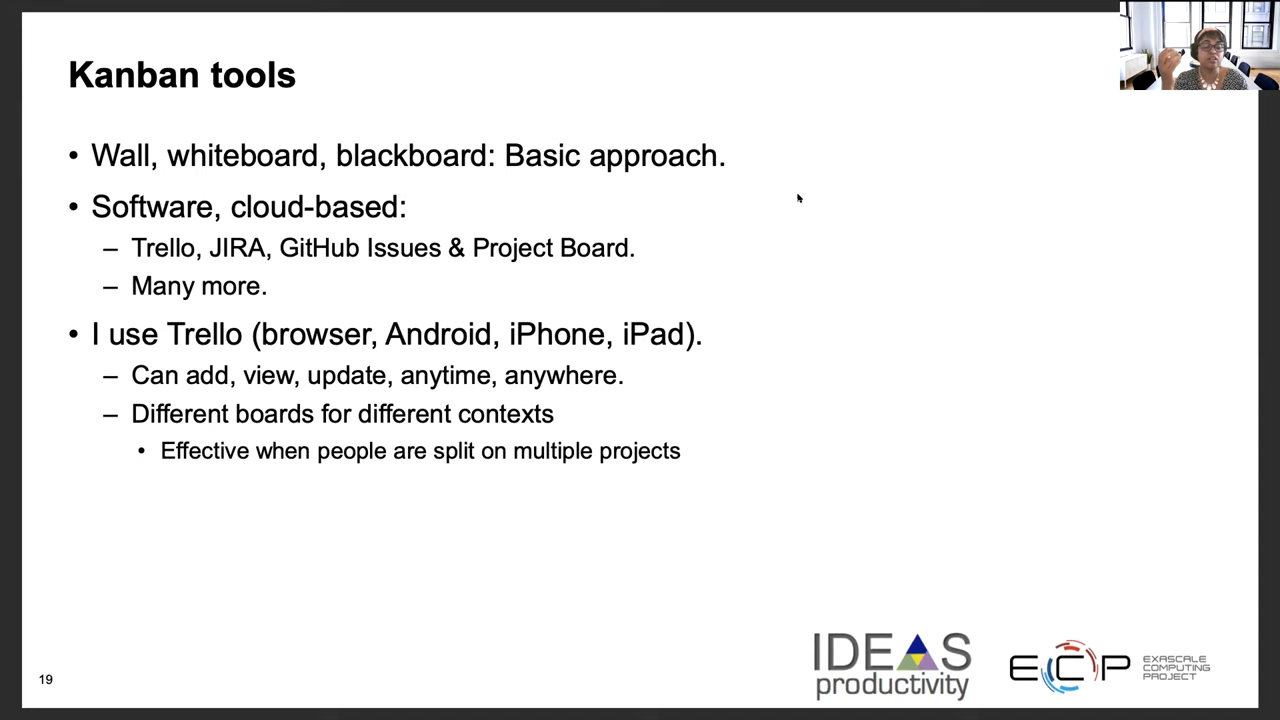 Kanban tools
• Wall, whiteboard, blackboard: Basic approach.
• Software, cloud-based:
– Trello, JIRA, GitHub Issues & Project Board.
– Many more.
• I use Trello (browser, Android, iPhone, iPad).
– Can add, view, update, anytime, anywhere.
– Different boards for different contexts
• Effective when people are split on multiple projects
19
IDEAS
productivity
ECP
EXASCALE
COMPUTING
PROJECT